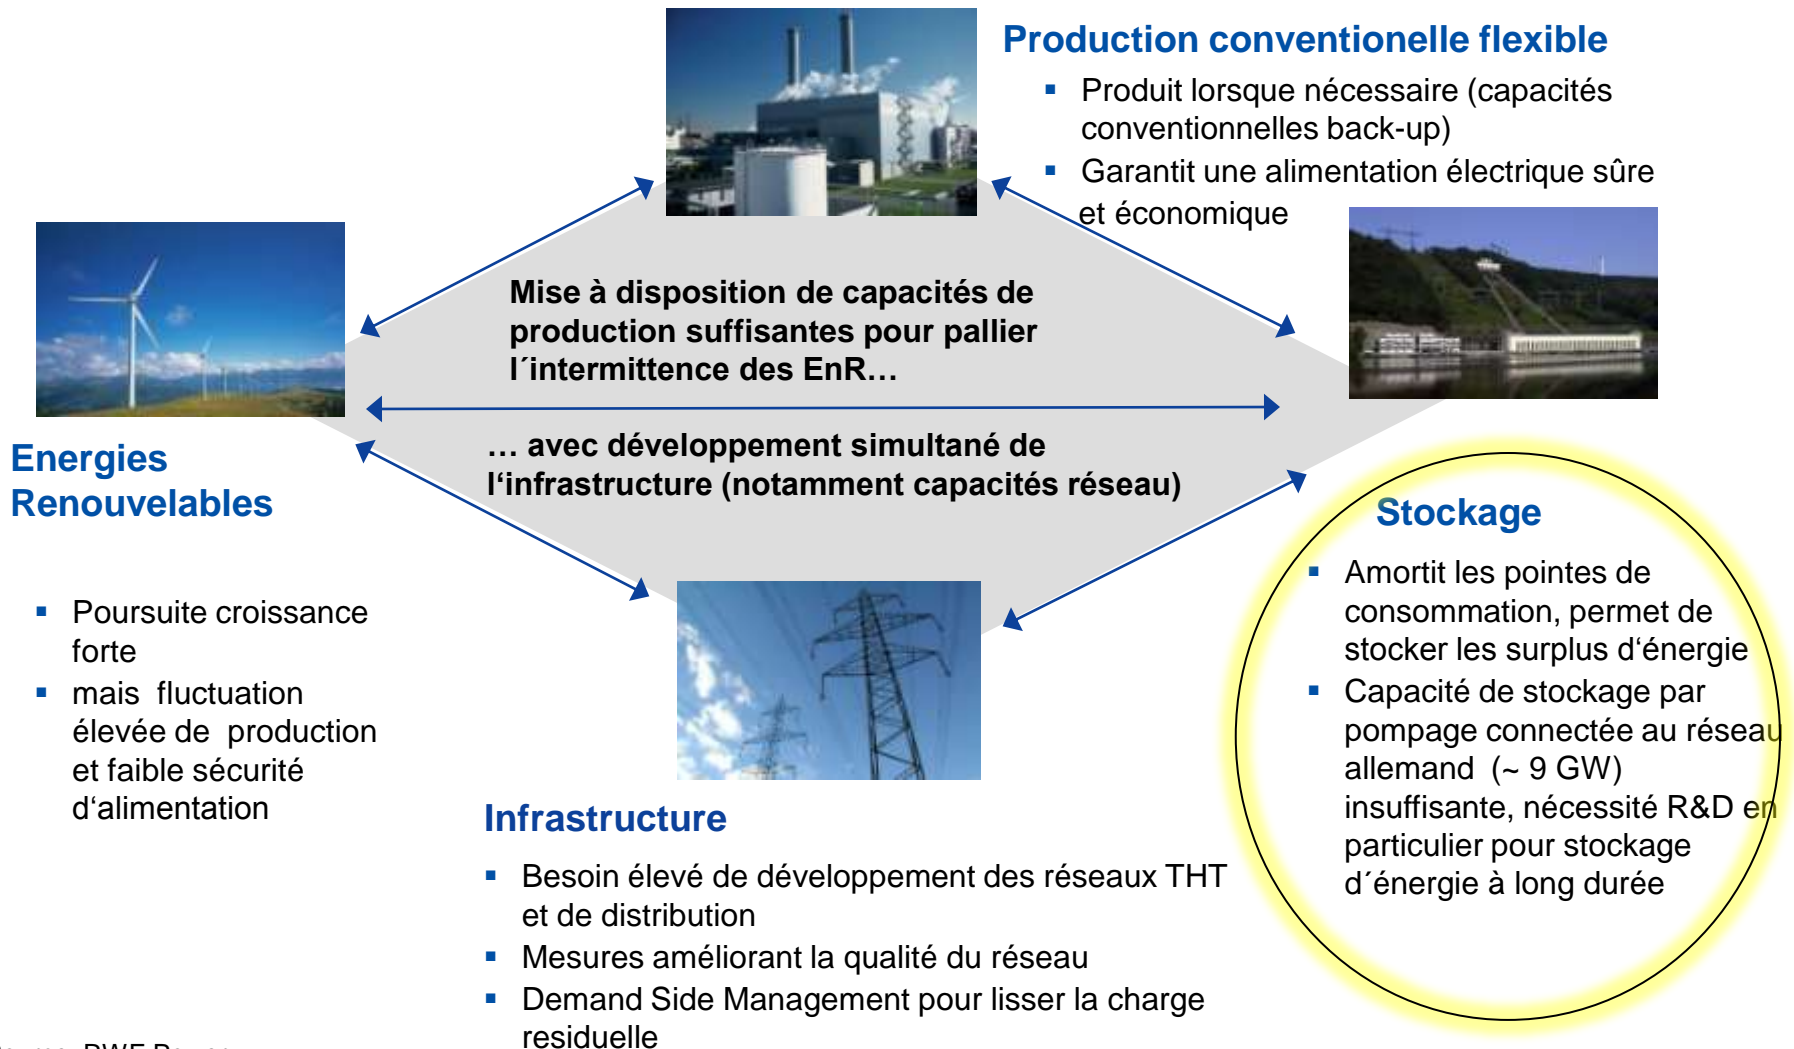 Production conventionelle flexible
▪ Produit lorsque nécessaire (capacités
conventionnelles back-up)
▪ Garantit une alimentation électrique sûre
et économique
Mise à disposition de capacités de
production suffisantes pour pallier
l´intermittence des EnR…
… avec développement simultané de
l‘infrastructure (notamment capacités réseau)
Energies
Renouvelables
▪ Poursuite croissance
forte
▪ mais fluctuation
élevée de production
et faible sécurité
d‘alimentation
Stockage
▪ Amortit les pointes de
consommation, permet de
stocker les surplus d‘énergie
▪ Capacité de stockage par
pompage connectée au réseau
allemand (~ 9 GW)
insuffisante, nécessité R&D en
particulier pour stockage
d´énergie à long durée
Infrastructure
▪ Besoin élevé de développement des réseaux THT
et de distribution
▪ Mesures améliorant la qualité du réseau
▪ Demand Side Management pour lisser la charge
residuelle